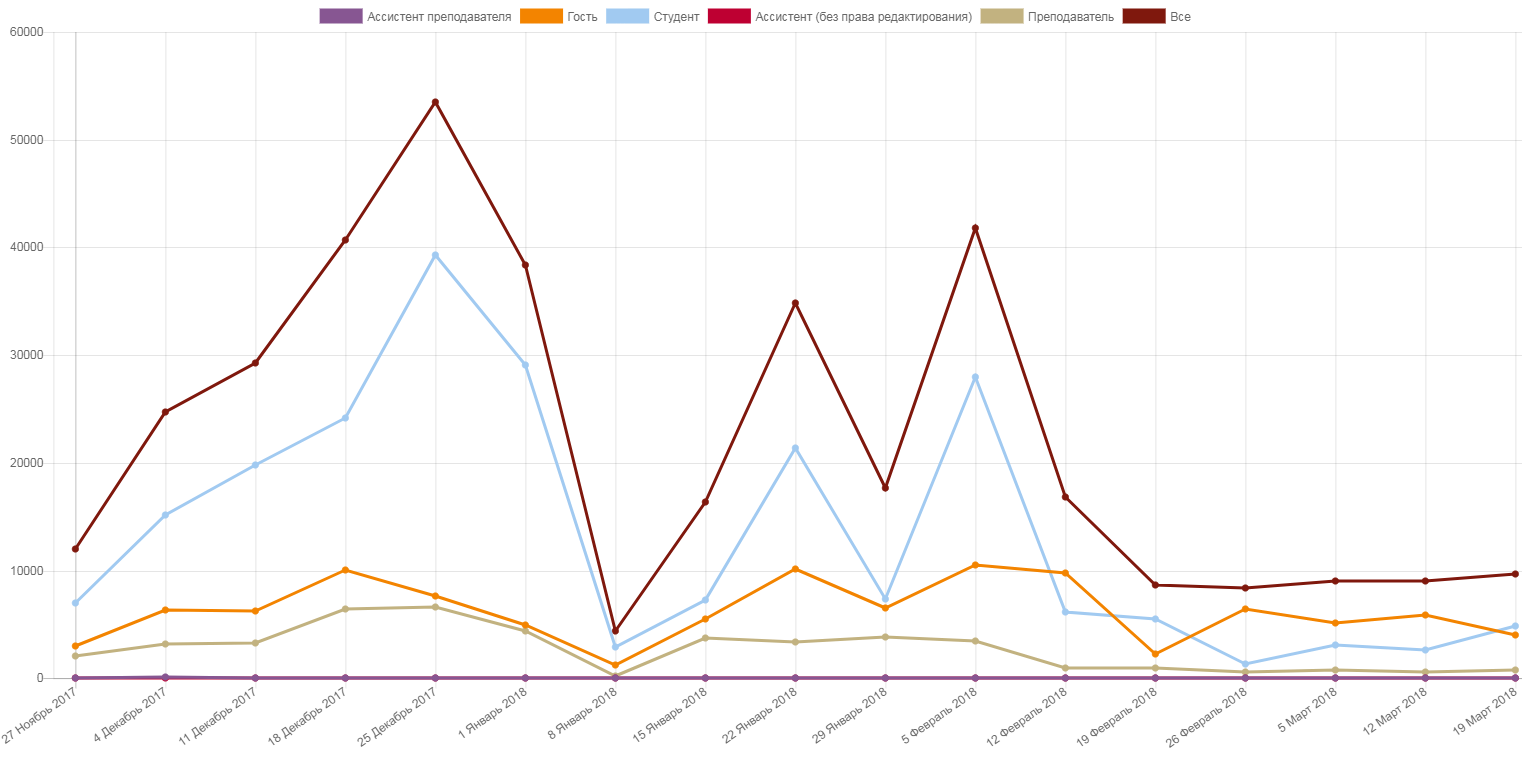 Ассистент преподавателя Гость Студент Ассистент (без права редактирования) Преподаватель Все
60000
50000
40000
30000
20000
10000
0
27 Ноябрь 2017
4 Декабрь 2017
11 Декабрь 2017
18 Декабрь 2017
25 Декабрь 2017
1 Январь 2018
8 Январь 2018
15 Январь 2018
22 Январь 2018
29 Январь 2018
5 Февраль 2018
12 Февраль 2018
19 Февраль 2018
26 Февраль 2018
5 Март 2018
12 Март 2018
19 Март 2018